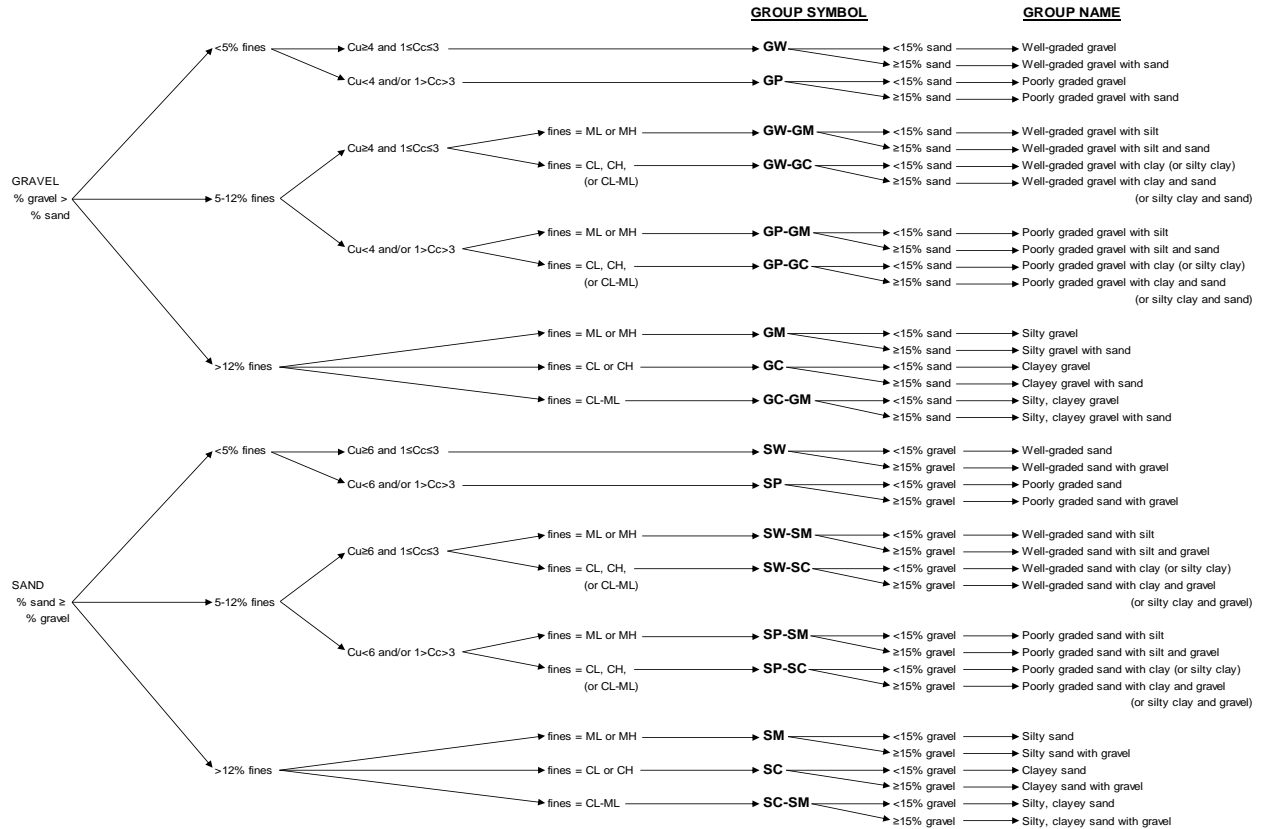 GROUP SYMBOL GROUP NAME
<5% fines Cu≥4 and 1≤Cc≤3 GW <15% sand Well-graded gravel
≥15% sand Well-graded gravel with sand
Cu<4 and/or 1>Cc>3 GP <15% sand Poorly graded gravel
≥15% sand Poorly graded gravel with sand
fines = ML or MH GW-GM <15% sand Well-graded gravel with silt
Cu≥4 and 1≤Cc≤3 ≥15% sand Well-graded gravel with silt and sand
fines = CL, CH, GW-GC <15% sand Well-graded gravel with clay (or silty clay)
GRAVEL (or CL-ML) ≥15% sand Well-graded gravel with clay and sand
% gravel > 5-12% fines (or silty clay and sand)
% sand
fines = ML or MH GP-GM <15% sand Poorly graded gravel with silt
Cu<4 and/or 1>Cc>3 ≥15% sand Poorly graded gravel with silt and sand
fines = CL, CH, GP-GC <15% sand Poorly graded gravel with clay (or silty clay)
(or CL-ML) ≥15% sand Poorly graded gravel with clay and sand
(or silty clay and sand)
fines = ML or MH GM <15% sand Silty gravel
≥15% sand Silty gravel with sand
>12% fines fines = CL or CH GC <15% sand Clayey gravel
≥15% sand Clayey gravel with sand
fines = CL-ML GC-GM <15% sand Silty, clayey gravel
≥15% sand Silty, clayey gravel with sand
<5% fines Cu≥6 and 1≤Cc≤3 SW <15% gravel Well-graded sand
≥15% gravel Well-graded sand with gravel
Cu<6 and/or 1>Cc>3 SP <15% gravel Poorly graded sand
≥15% gravel Poorly graded sand with gravel
fines = ML or MH SW-SM <15% gravel Well-graded sand with silt
Cu≥6 and 1≤Cc≤3 ≥15% gravel Well-graded sand with silt and gravel
fines = CL, CH, SW-SC <15% gravel Well-graded sand with clay (or silty clay)
SAND (or CL-ML) ≥15% gravel Well-graded sand with clay and gravel
% sand ≥ 5-12% fines (or silty clay and gravel)
% gravel
fines = ML or MH SP-SM <15% gravel Poorly graded sand with silt
Cu<6 and/or 1>Cc>3 ≥15% gravel Poorly graded sand with silt and gravel
fines = CL, CH, SP-SC <15% gravel Poorly graded sand with clay (or silty clay)
(or CL-ML) ≥15% gravel Poorly graded sand with clay and gravel
(or silty clay and gravel)
fines = ML or MH SM <15% gravel Silty sand
≥15% gravel Silty sand with gravel
>12% fines fines = CL or CH SC <15% gravel Clayey sand
≥15% gravel Clayey sand with gravel
fines = CL-ML SC-SM <15% gravel Silty, clayey sand
≥15% gravel Silty, clayey sand with gravel